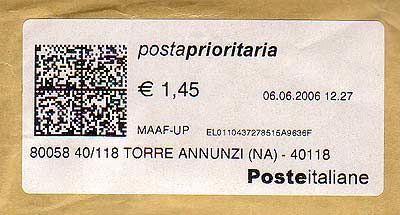 postaprioritaria
€ 1,45
06.06.2006 12.27
MAAF-UP EL0110437278515A9636F
80058 40/118 TORRE ANNUNZI (NA) - 40118
Posteitaliane